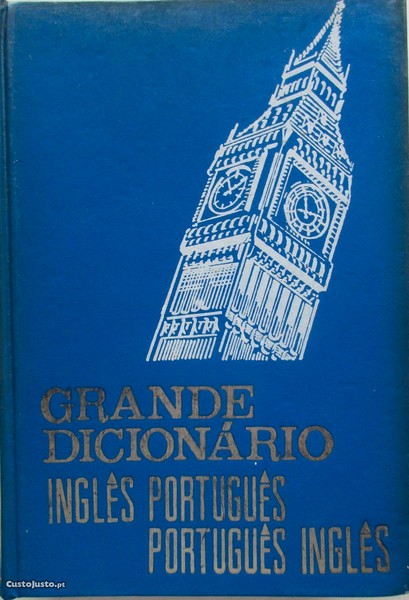 GRANDE
DICIONÁRIO
INGLÊS PORTUGUÊS
PORTUGUÊS INGLÊS
CustoJusto.pt